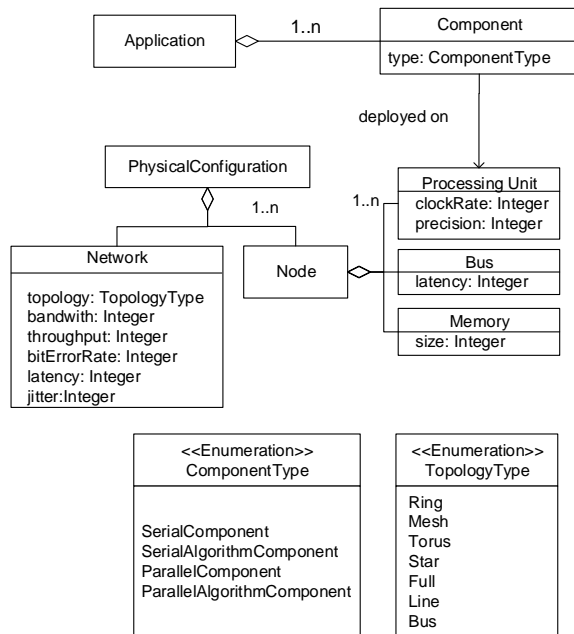 Application
1..n
Component
type: ComponentType
deployed on
PhysicalConfiguration
1..n
Processing Unit
clockRate: Integer
precision: Integer
1..n
Network
topology: TopologyType
bandwith: Integer
throughput: Integer
bitErrorRate: Integer
latency: Integer
jitter:Integer
Node
Bus
latency: Integer
Memory
size: Integer
<<Enumeration>>
ComponentType
SerialComponent
SerialAlgorithmComponent
ParallelComponent
ParallelAlgorithmComponent
<<Enumeration>>
TopologyType
Ring
Mesh
Torus
Star
Full
Line
Bus